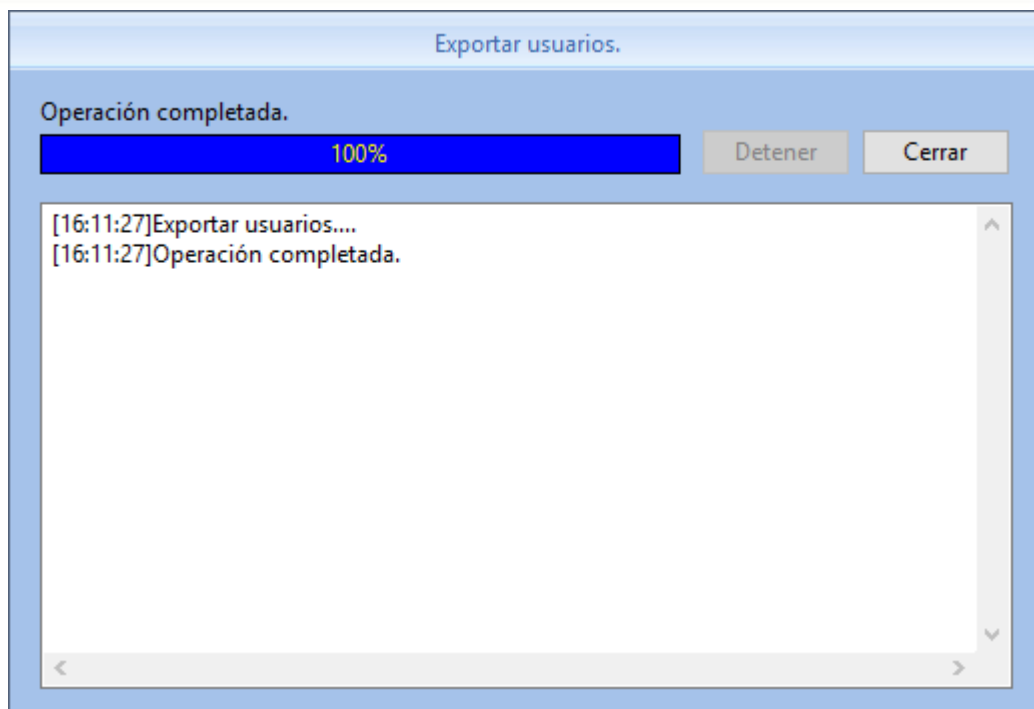 Exportar usuarios.
Operación completada.
100%
Detener
Cerrar
[16:11:27]Exportar usuarios....
[16:11:27]Operación completada.